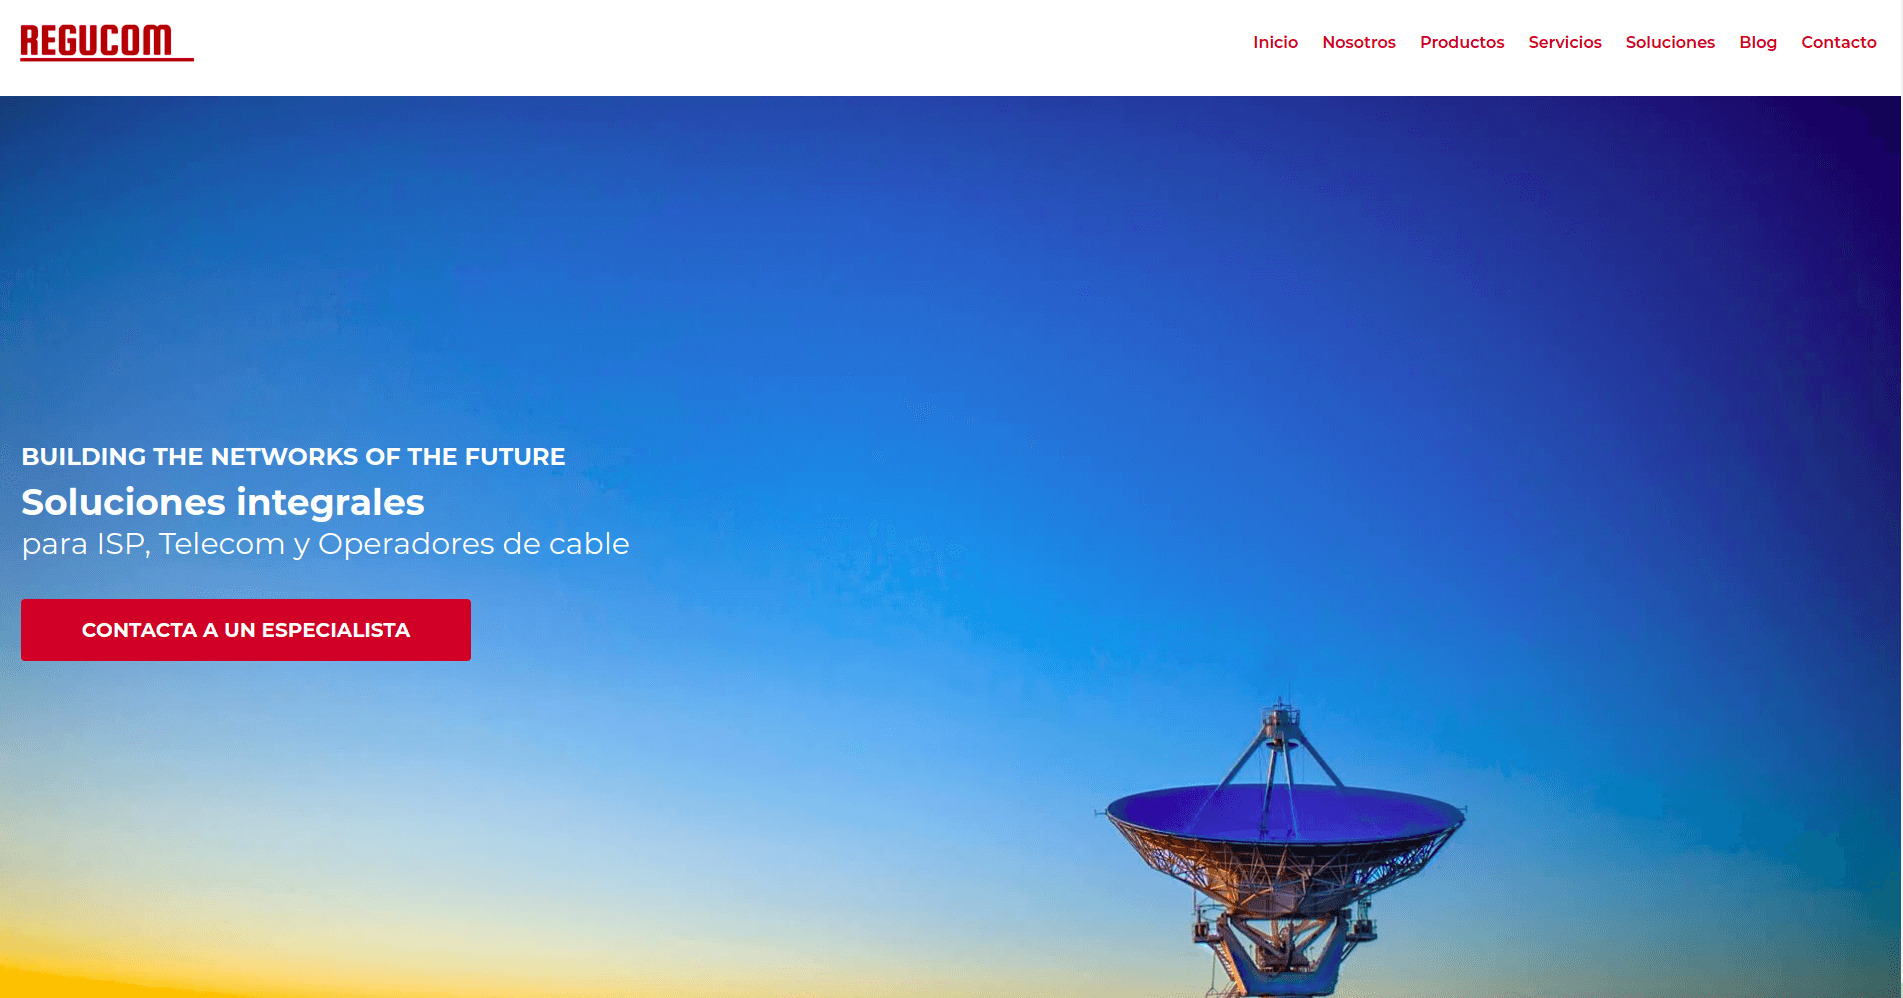 REGUCOM
Inicio Nosotros Productos Servicios Soluciones Blog Contacto
BUILDING THE NETWORKS OF THE FUTURE
Soluciones integrales
para ISP, Telecom y Operadores de cable
CONTACTA A UN ESPECIALISTA